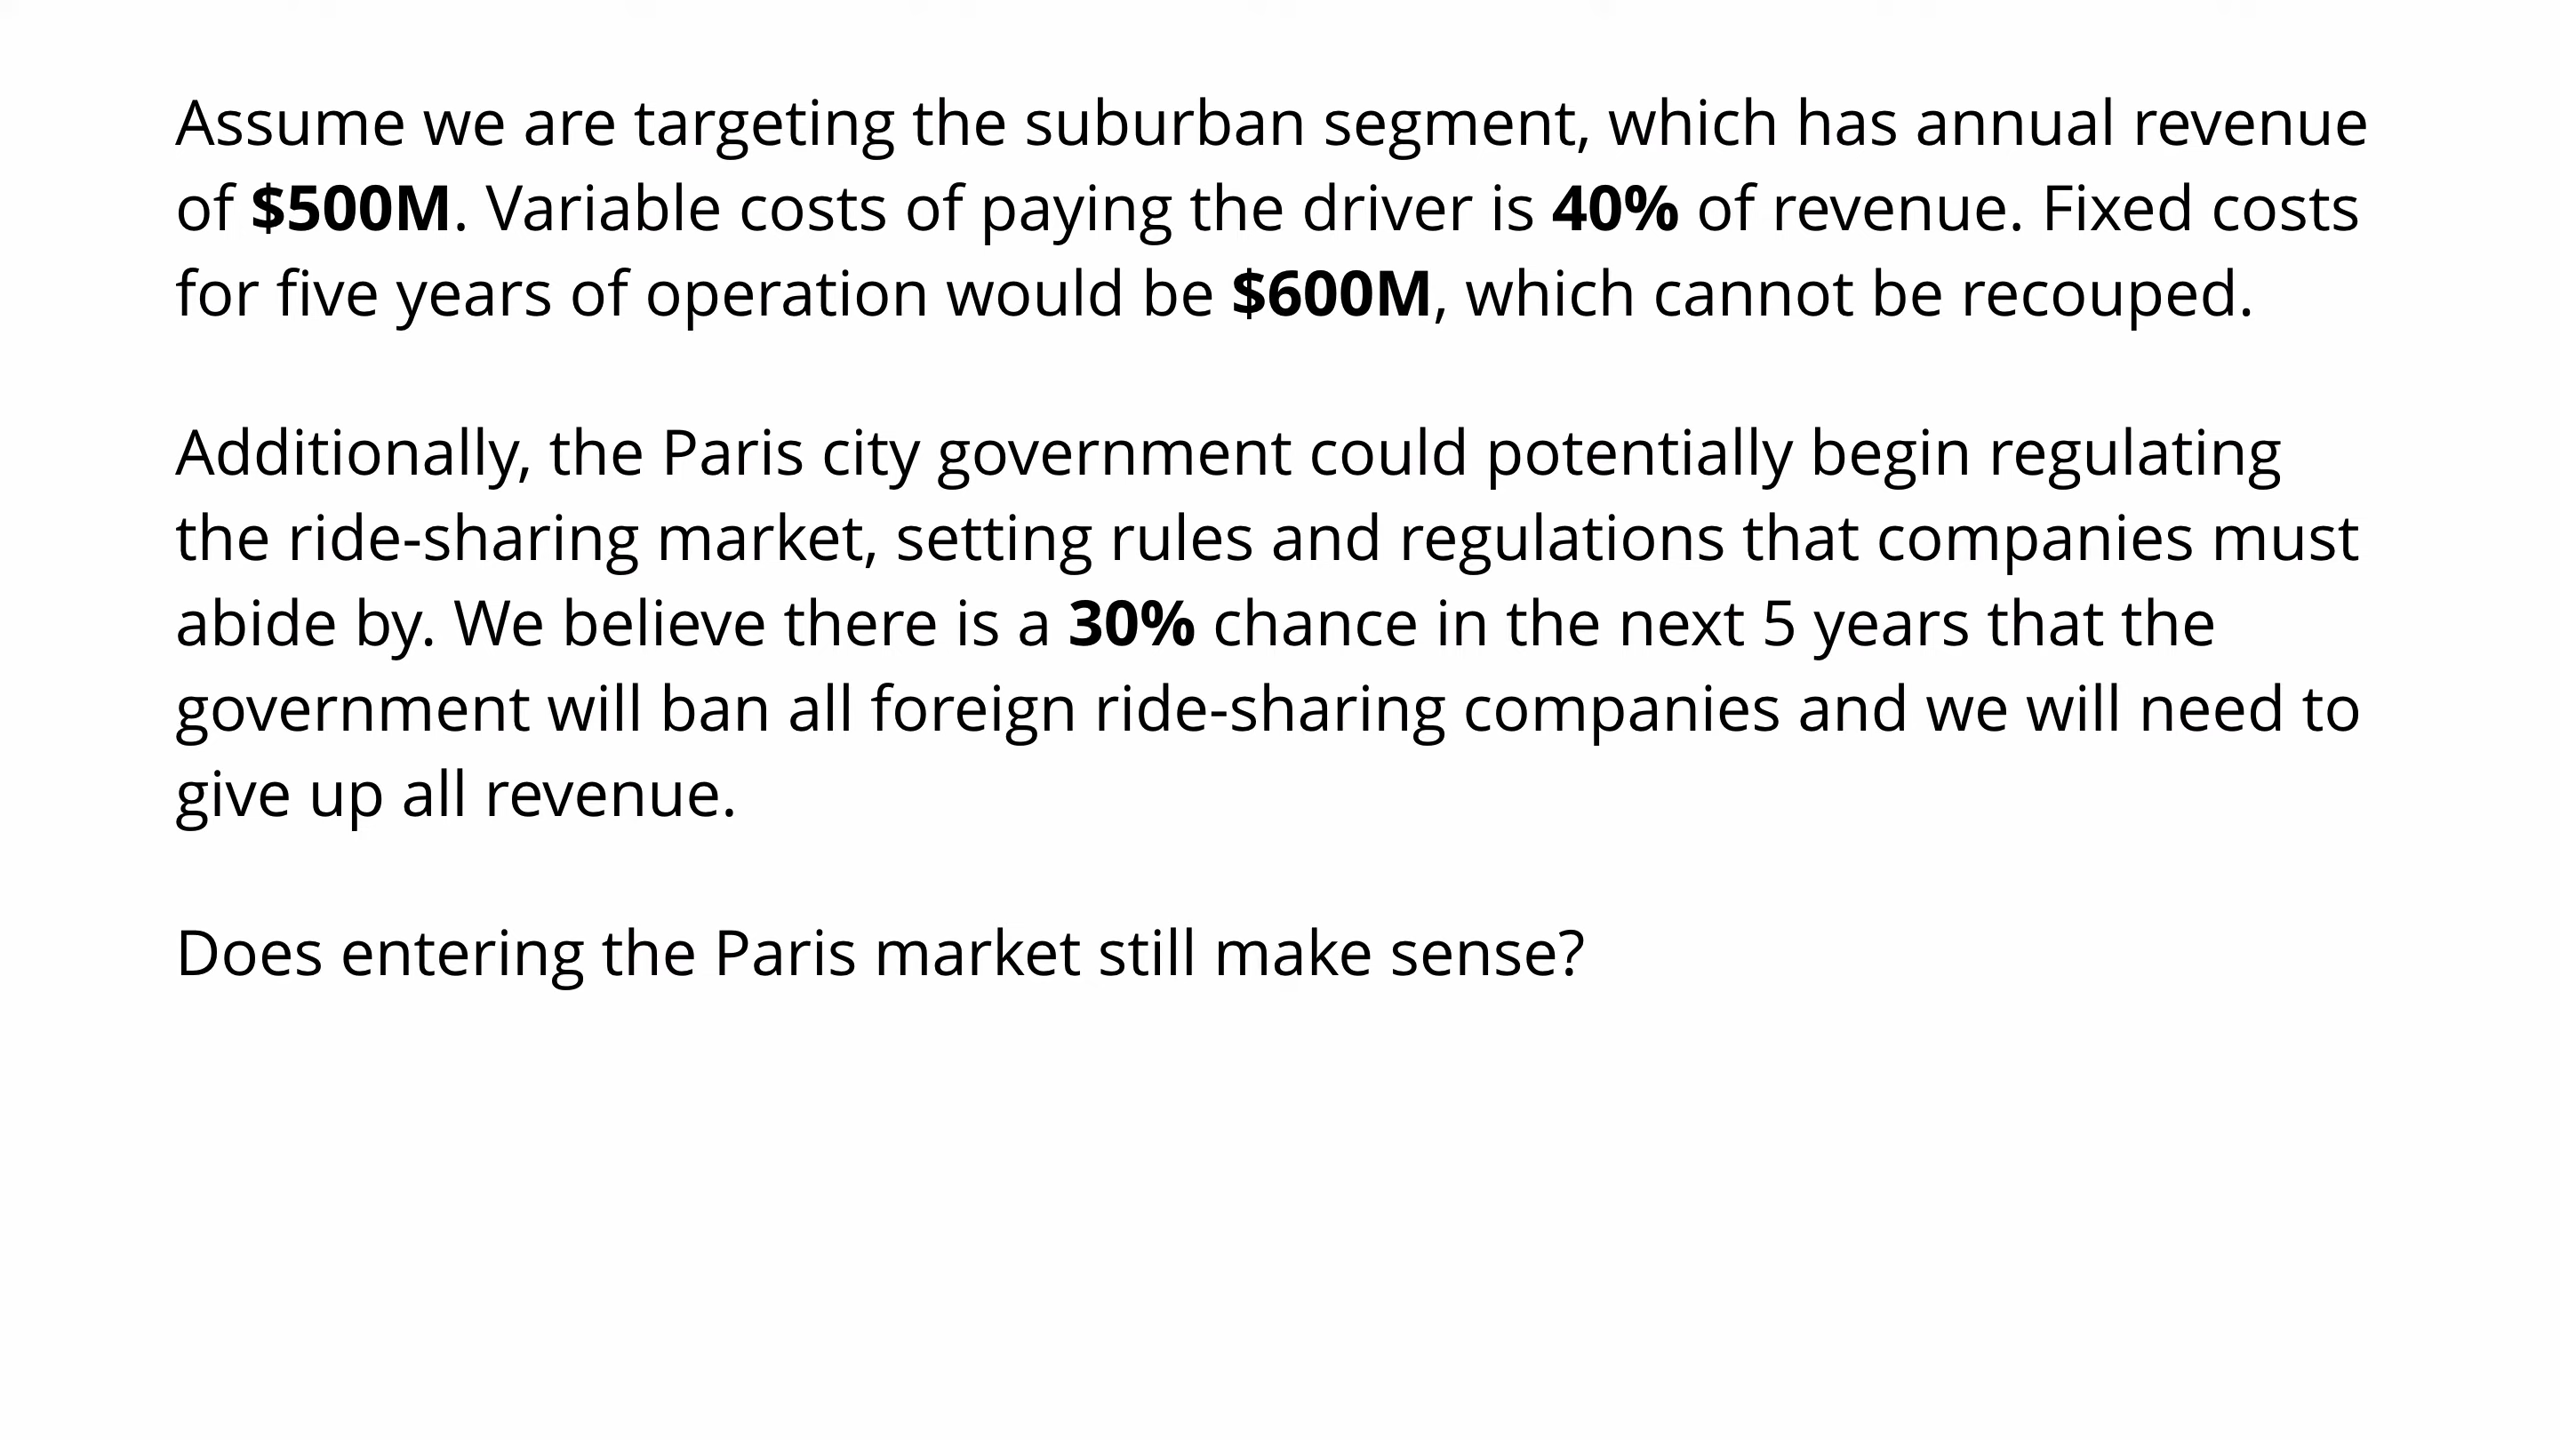 Assume we are targeting the suburban segment, which has annual revenue
of $500M. Variable costs of paying the driver is 40% of revenue. Fixed costs
for five years of operation would be $600M, which cannot be recouped.
Additionally, the Paris city government could potentially begin regulating
the ride-sharing market, setting rules and regulations that companies must
abide by. We believe there is a 30% chance in the next 5 years that the
government will ban all foreign ride-sharing companies and we will need to
give up all revenue.
Does entering the Paris market still make sense?